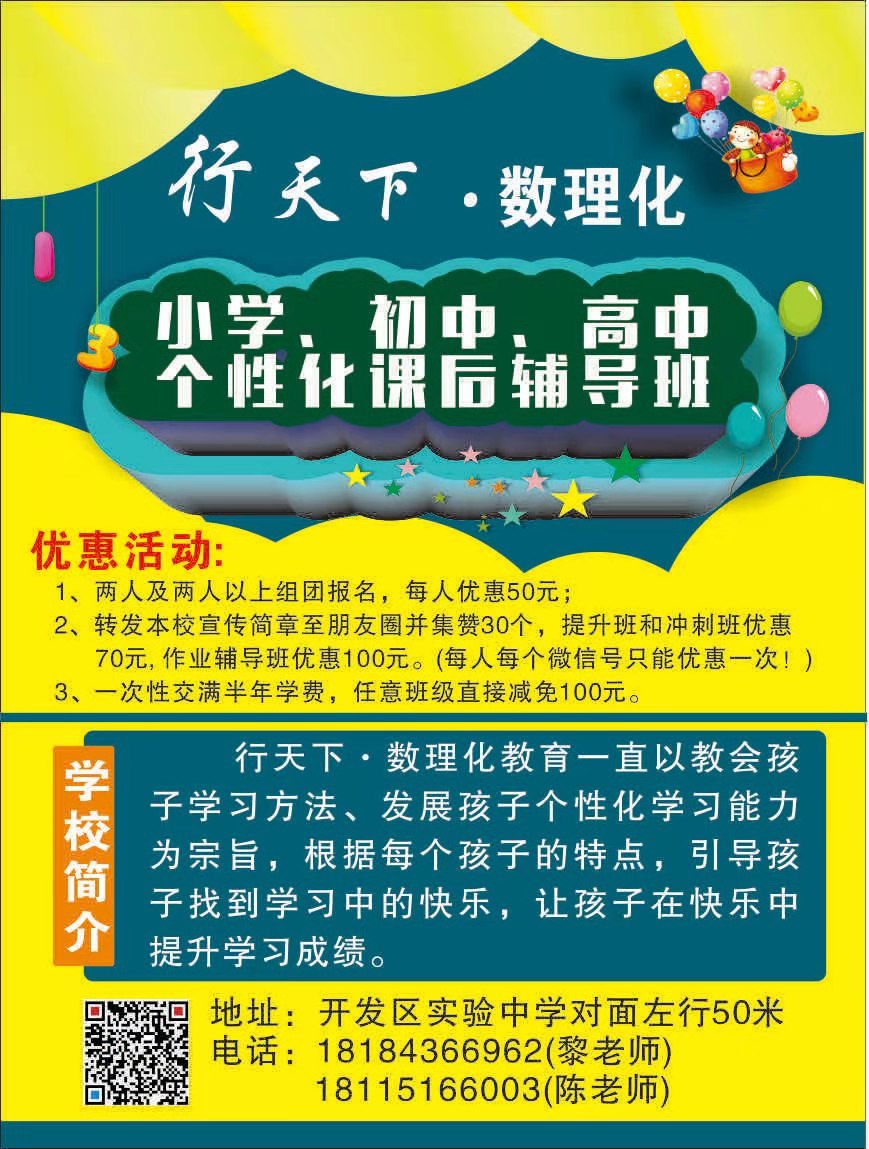 行天下·数理化
小学、初中、高中
个性化课后辅导班
优惠活动:
1、两人及两人以上组团报名，每人优惠50元；
2、转发本校宣传简章至朋友圈并集赞30个，提升班和冲刺班优惠
70元, 作业辅导班优惠100元。(每人每个微信号只能优惠一次！)
3、一次性交满半年学费，任意班级直接减免100元。
学校简介
行天下·数理化教育一直以教会孩
子学习方法、发展孩子个性化学习能力
为宗旨，根据每个孩子的特点，引导孩
子找到学习中的快乐，让孩子在快乐中
提升学习成绩。
地址：开发区实验中学对面左行50米
电话：18184366962(黎老师)
18115166003(陈老师)
3